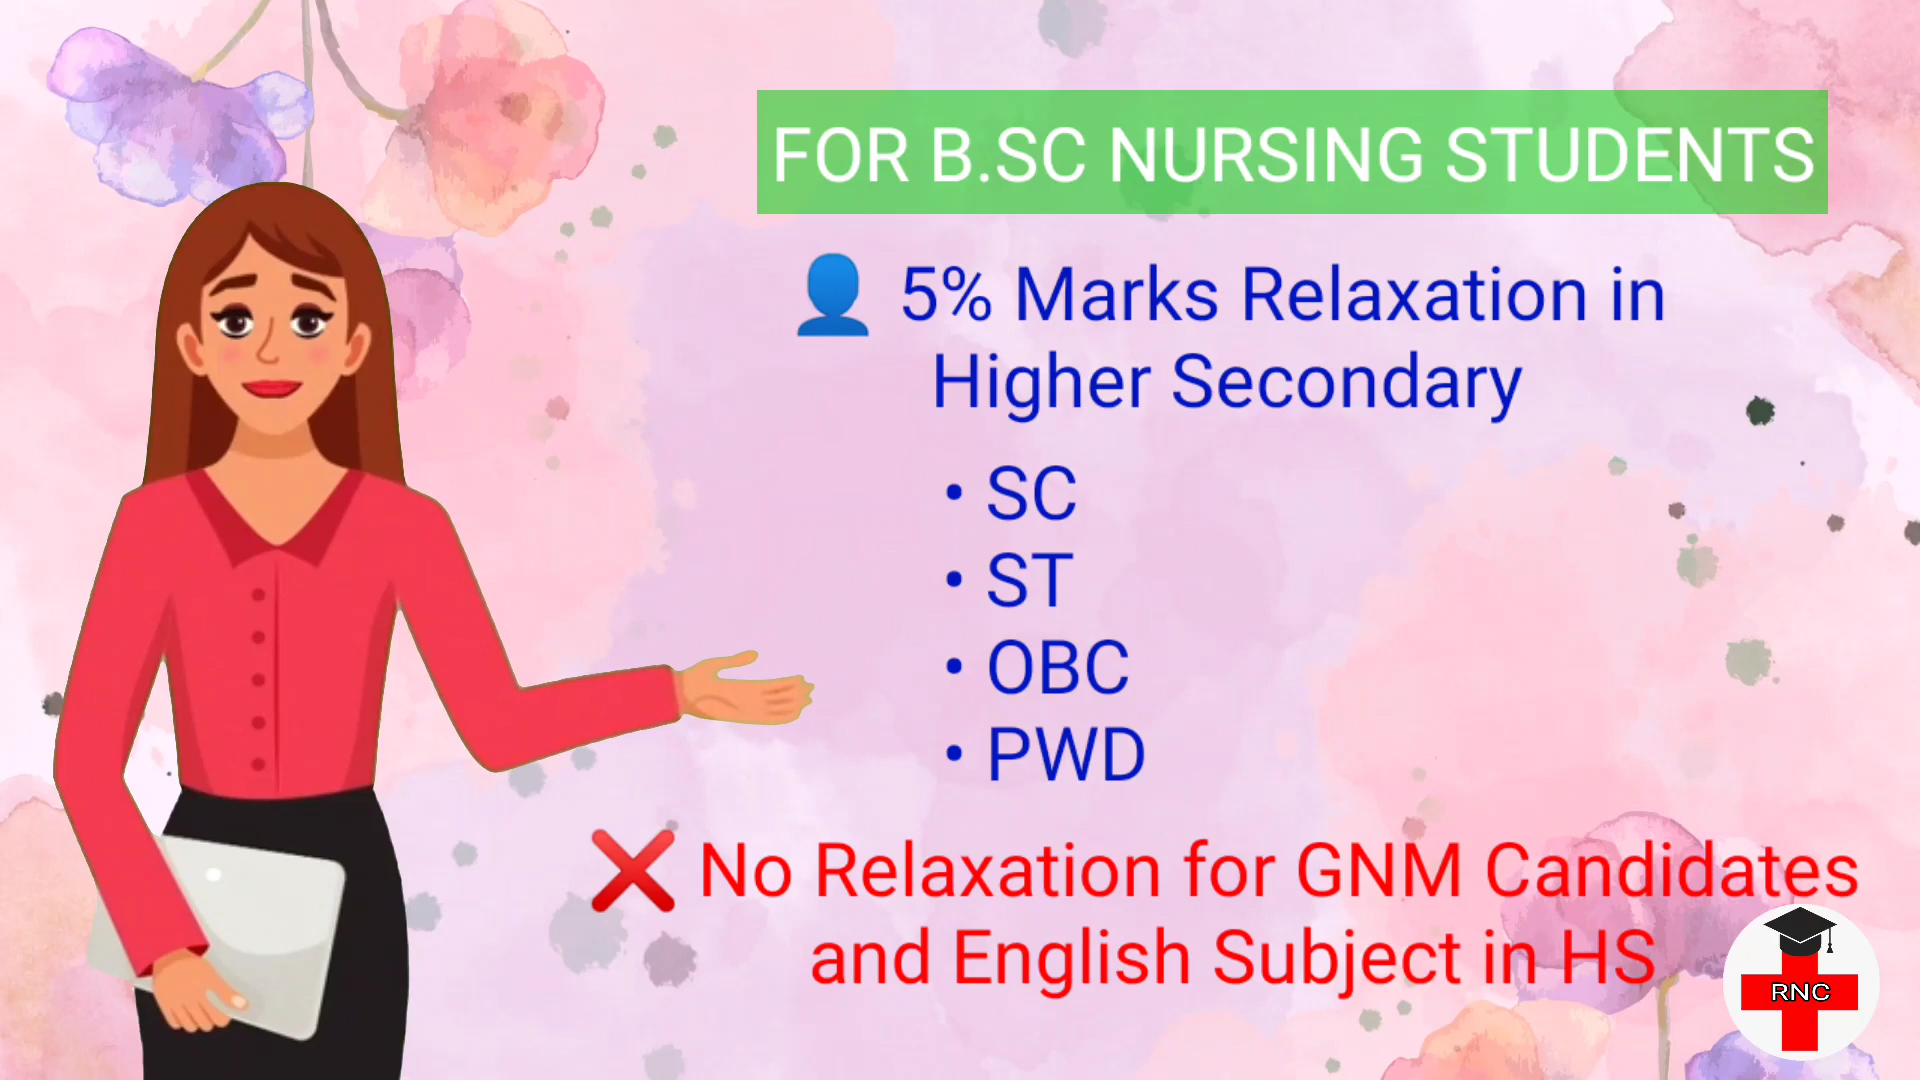 FOR B.SC NURSING STUDENTS
👤 5% Marks Relaxation in
Higher Secondary
• SC
• ST
• OBC
• PWD
❌ No Relaxation for GNM Candidates
and English Subject in HS
RNC